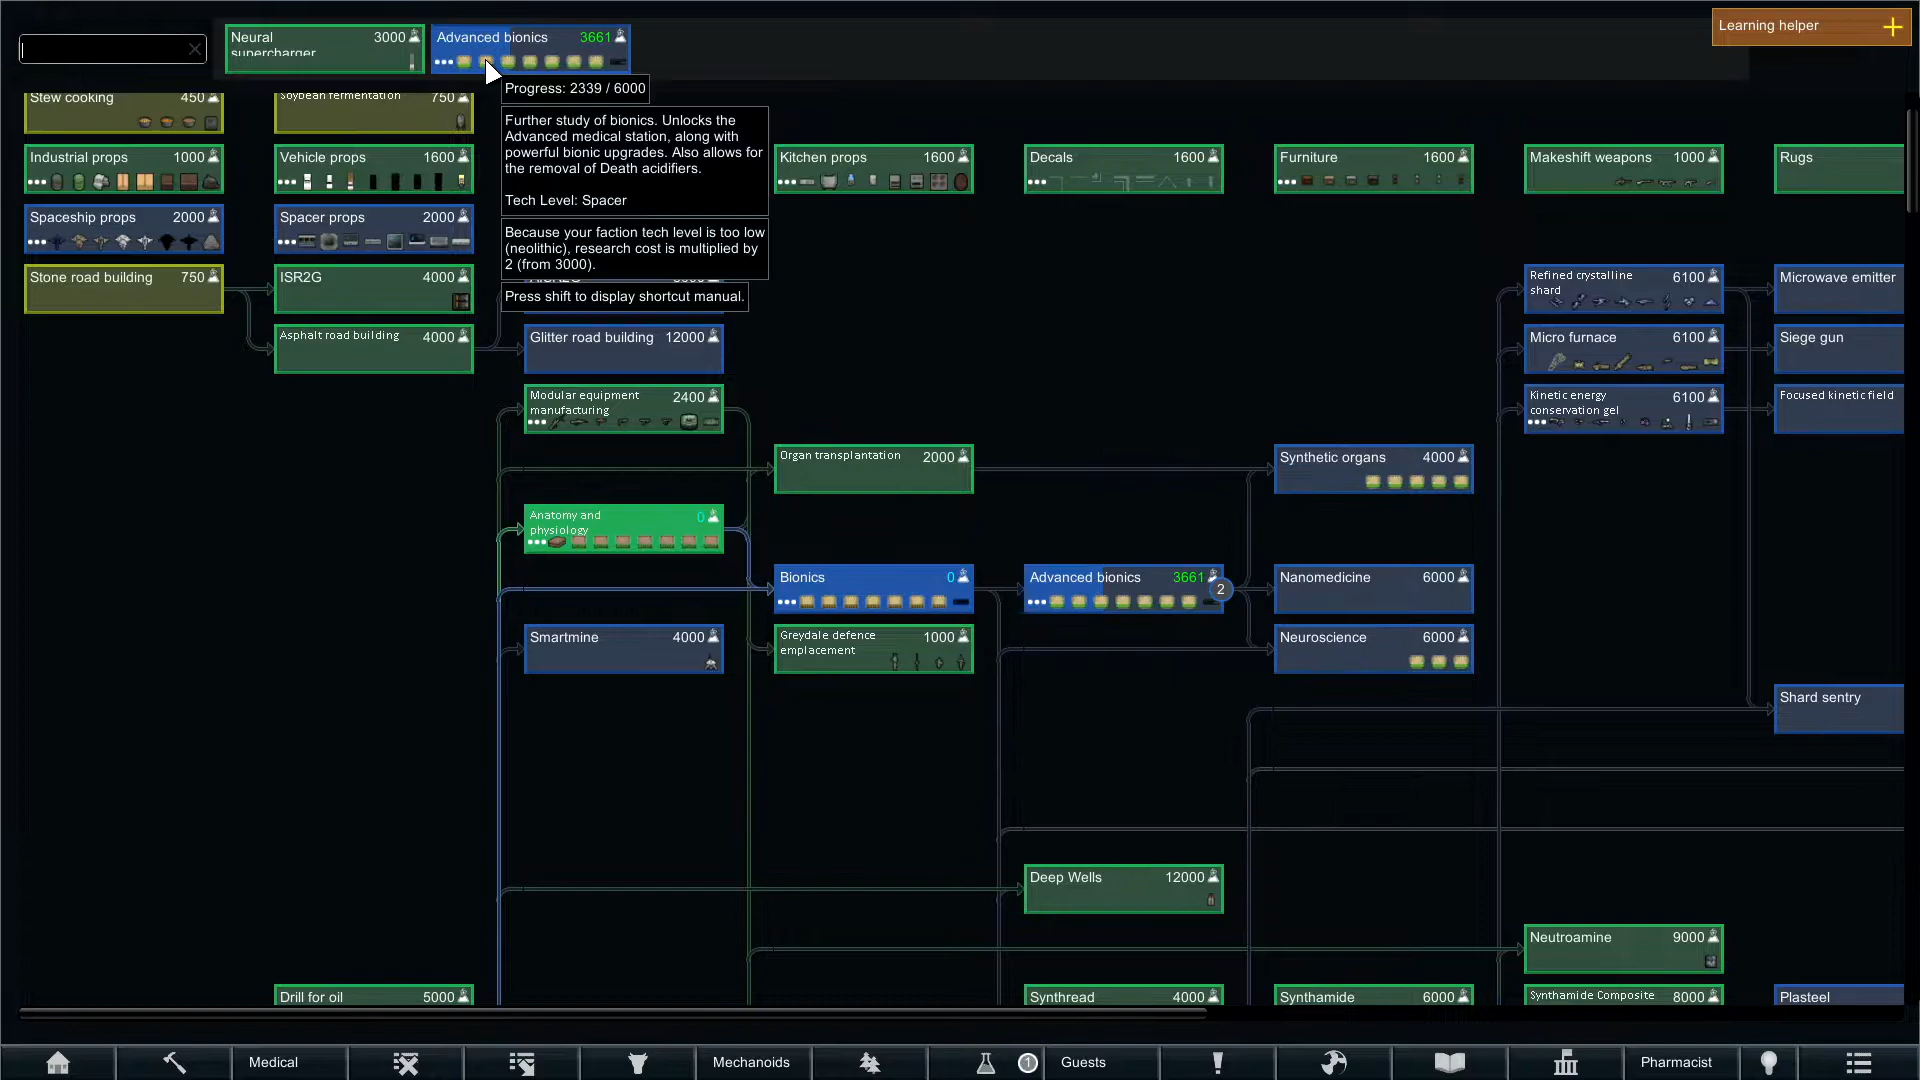 Neural
supercharger
3000
Advanced bionics
3661
Learning helper
Progress: 2339 / 6000
Further study of bionics. Unlocks the
Advanced medical station, along with
powerful bionic upgrades. Also allows for
the removal of Death acidifiers.
Tech Level: Spacer
Because your faction tech level is too low
(neolithic), research cost is multiplied by
2 (from 3000).
Press shift to display shortcut manual.
Stew cooking
450
Soybean fermentation
750
Industrial props
1000
Vehicle props
1600
Kitchen props
1600
Decals
1600
Furniture
1600
Makeshift weapons
1000
Rugs
Spaceship props
2000
Spacer props
2000
Stone road building
750
ISR2G
4000
Refined crystalline
shard
6100
Microwave emitter
Asphalt road building
4000
Glitter road building
12000
Micro furnace
6100
Siege gun
Modular equipment
manufacturing
2400
Kinetic energy
conservation gel
6100
Focused kinetic field
Organ transplantation
2000
Synthetic organs
4000
Anatomy and
physiology
0
Bionics
0
Advanced bionics
3661
2
Nanomedicine
6000
Smartmine
4000
Greydale defence
emplacement
1000
Neuroscience
6000
Shard sentry
Deep Wells
12000
Neutroamine
9000
Drill for oil
5000
Synthread
4000
Synthamide
6000
Synthamide Composite
8000
Plasteel
Medical
Mechanoids
1
Guests
Pharmacist